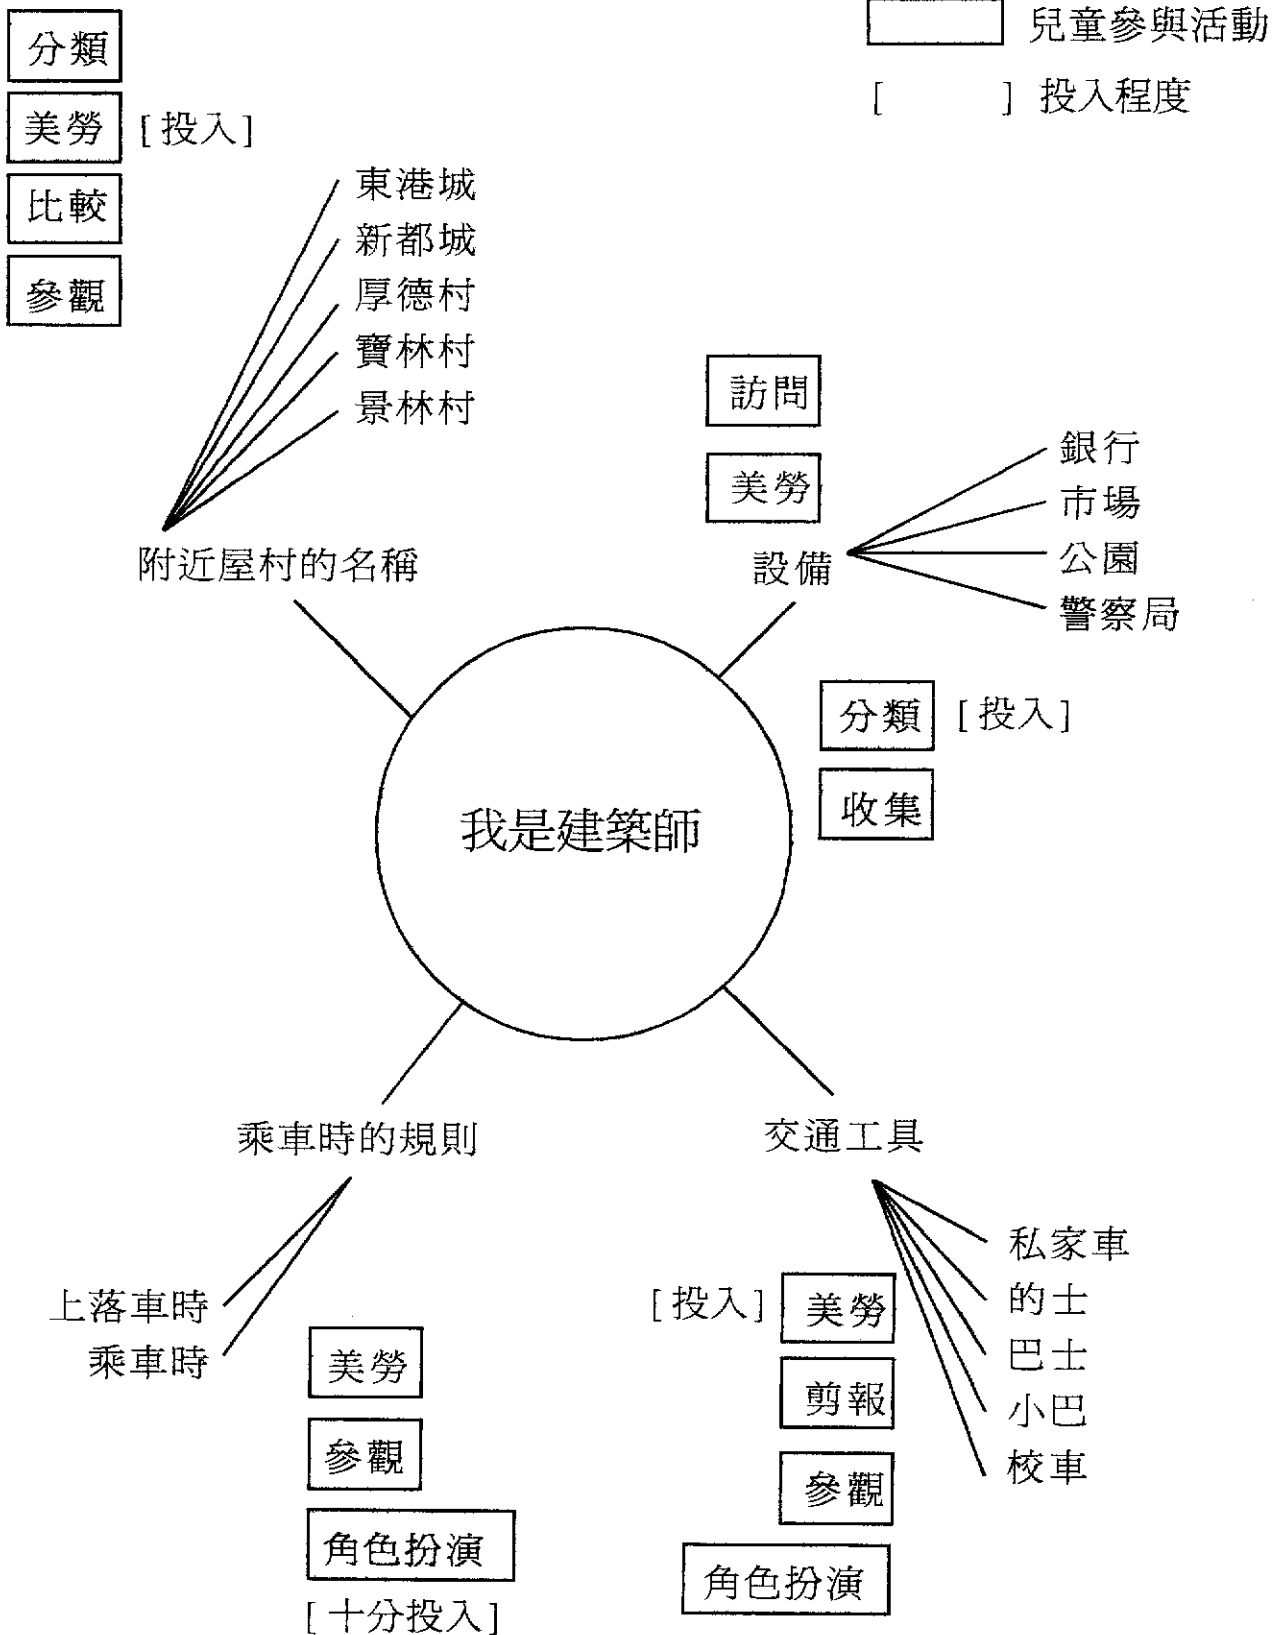 兒童參與活動
[ ] 投入程度
分類
美勞 [投入]
比較
參觀
東港城
新都城
厚德村
寶林村
景林村
附近屋村的名稱
訪問
美勞
設備
銀行
市場
公園
警察局
分類 [投入]
收集
我是建築師
乘車時的規則
上落車時
乘車時
美勞
參觀
角色扮演
[十分投入]
交通工具
私家車
的士
巴士
小巴
校車
[投入] 美勞
剪報
參觀
角色扮演